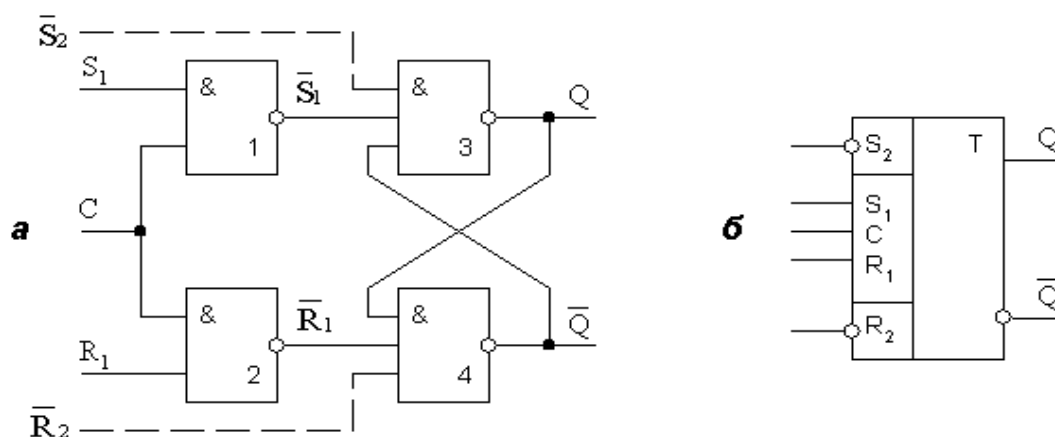 S̅₂
S₁
&
1
S̅₁
&
3
Q
C
а
R₁
&
2
R̅₁
&
4
Q̅
R̅₂
б
S₂
S₁
C
R₁
R₂
T
Q
Q̅